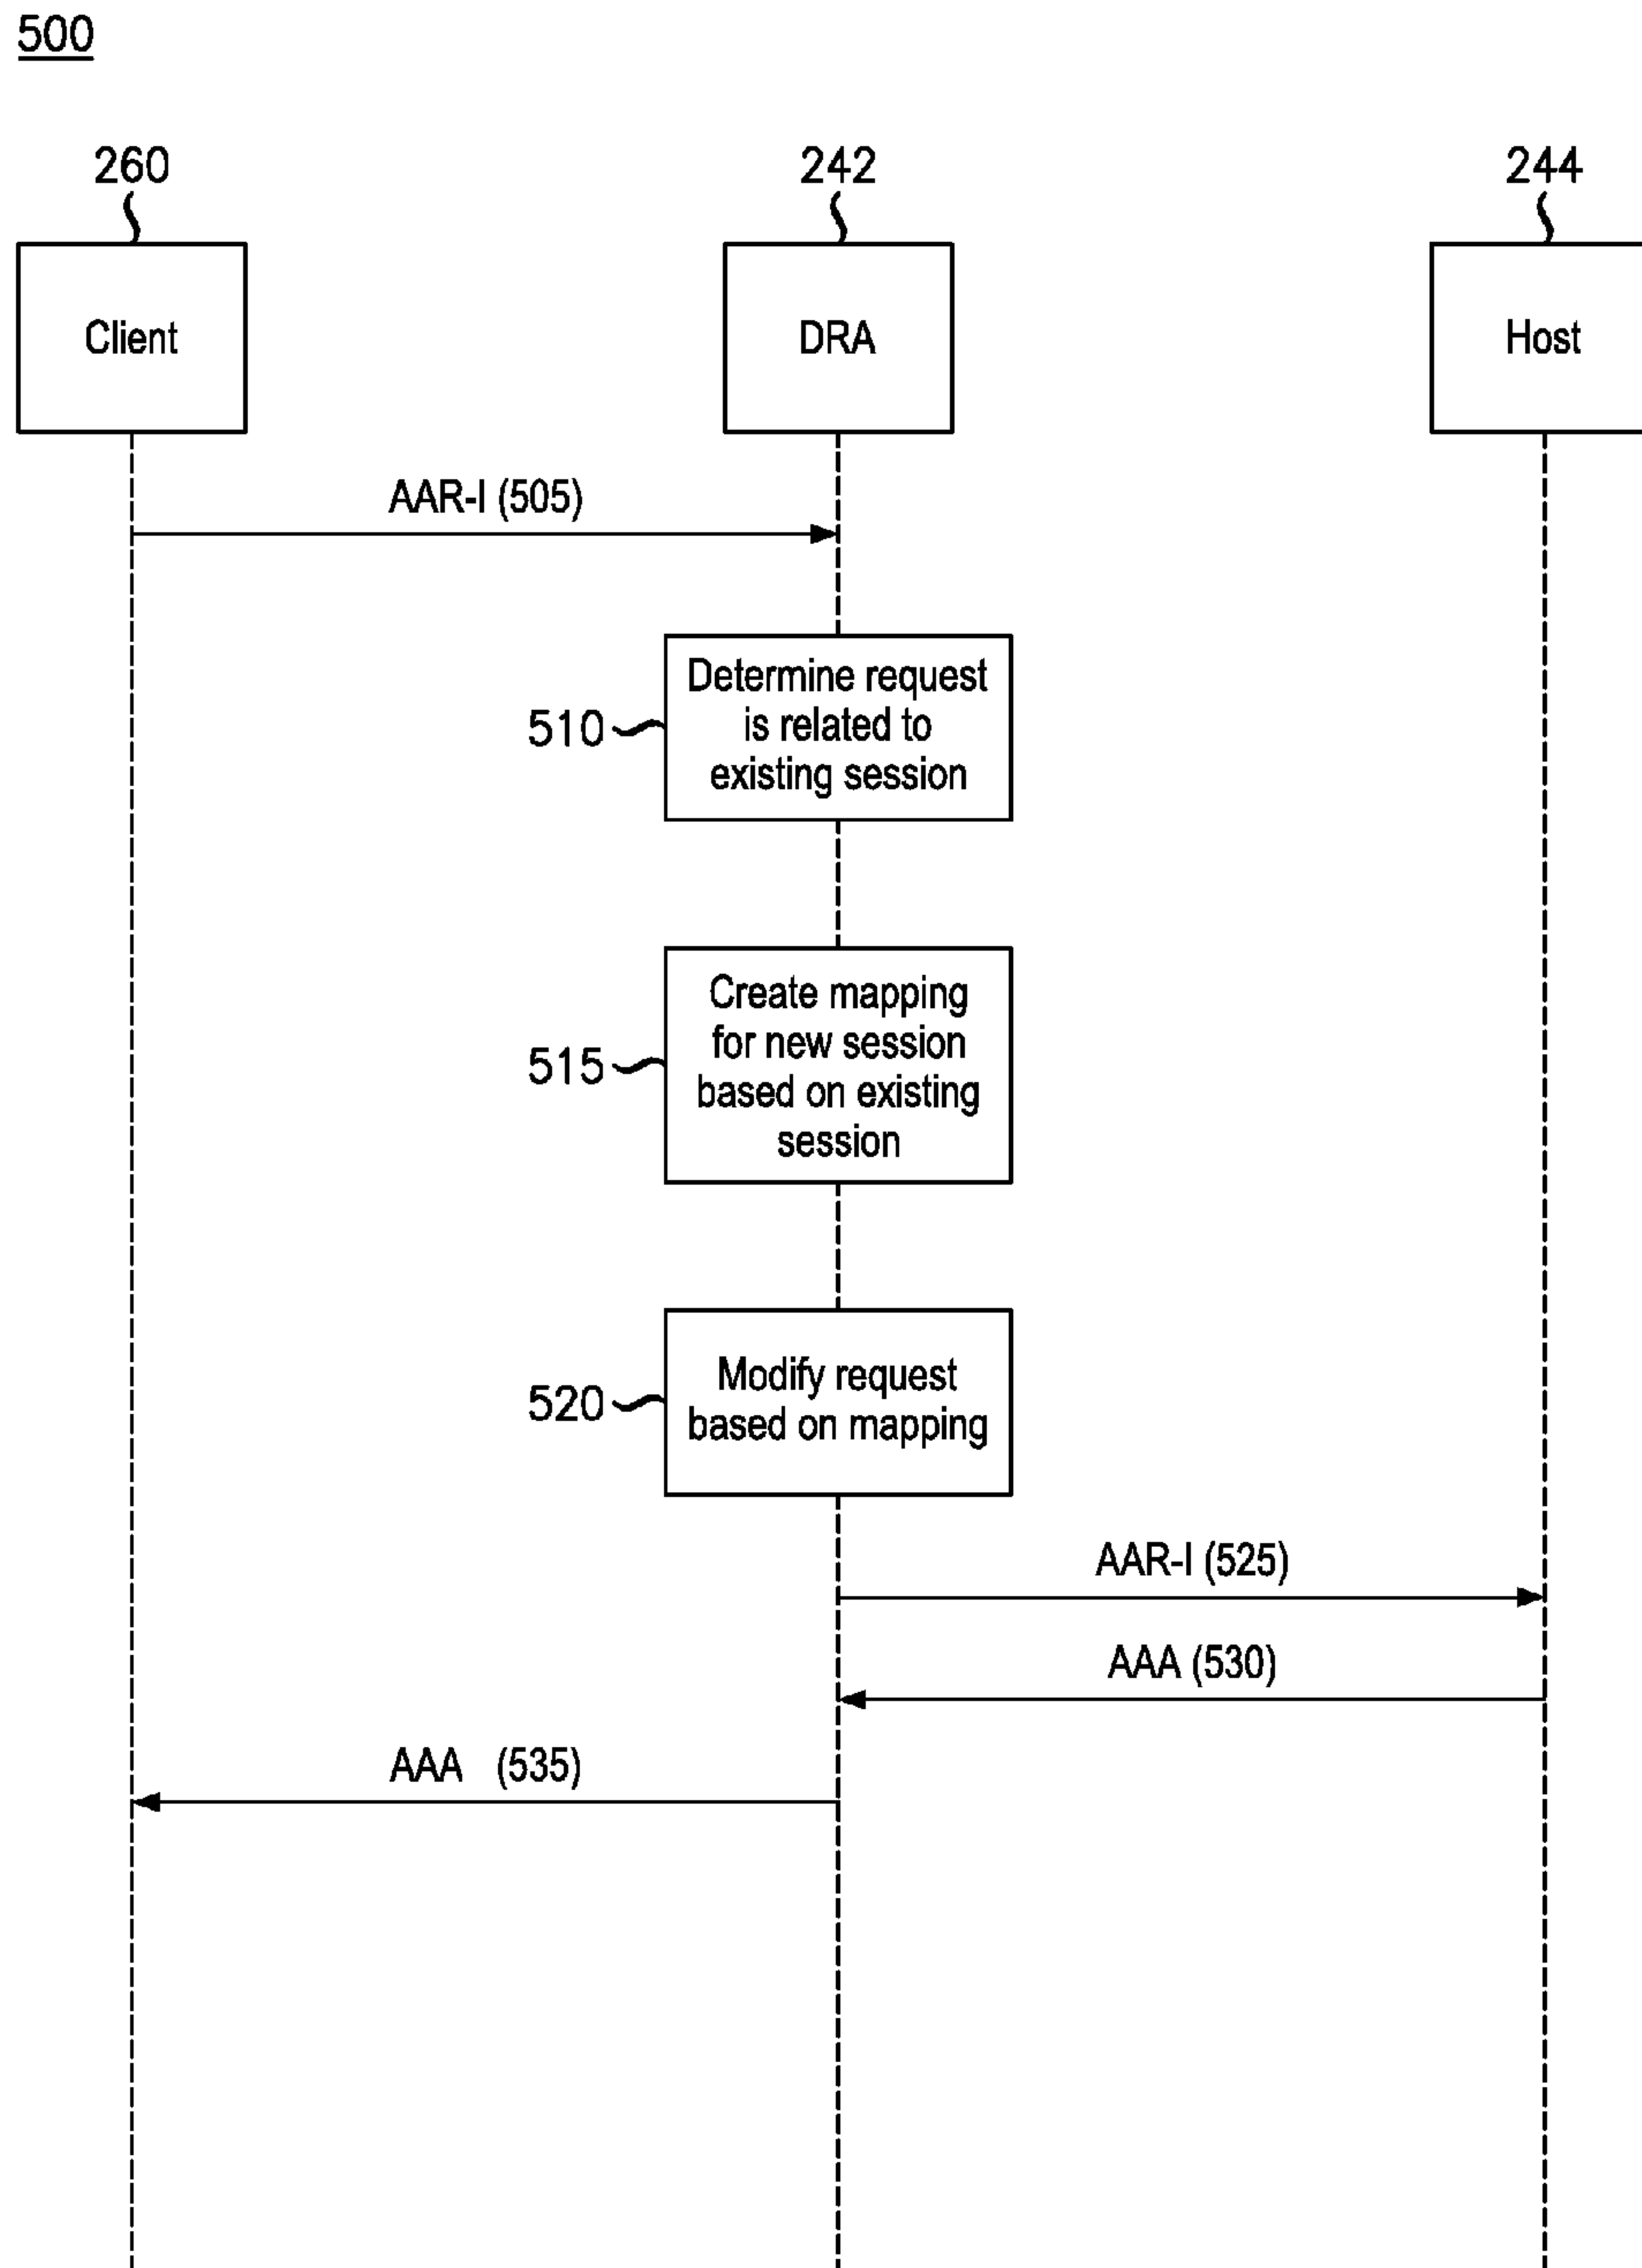 500
260
242
244
Client
DRA
Host
AAR-I (505)
Determine request
is related to
existing session
510
Create mapping
for new session
based on existing
session
515
Modify request
based on mapping
520
AAR-I (525)
AAA (530)
AAA (535)